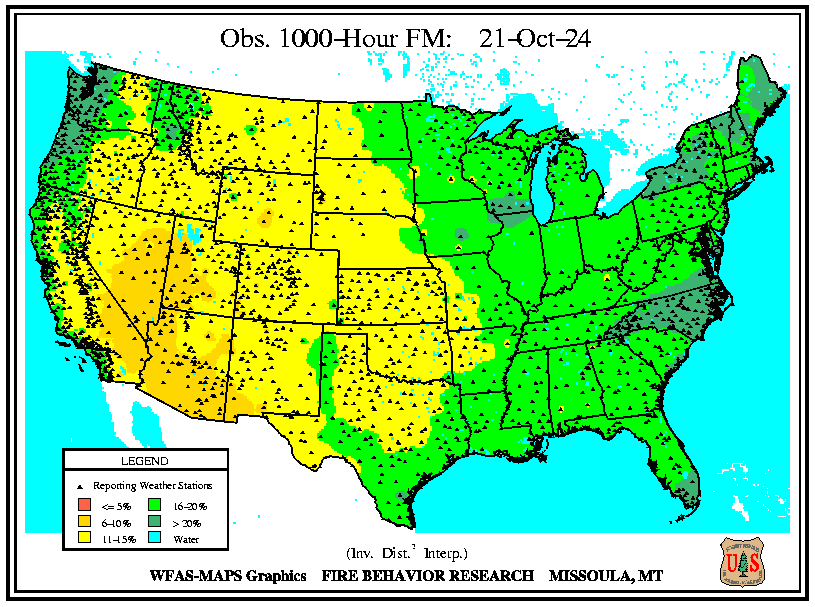 Obs. 1000-Hour FM: 21-Oct-24
LEGEND
Reporting Weather Stations
<= 5% 16-20%
6-10% > 20%
11-15% Water
(Inv. Dist.² Interp.)
WFAS-MAPS Graphics FIRE BEHAVIOR RESEARCH MISSOULA, MT
U S